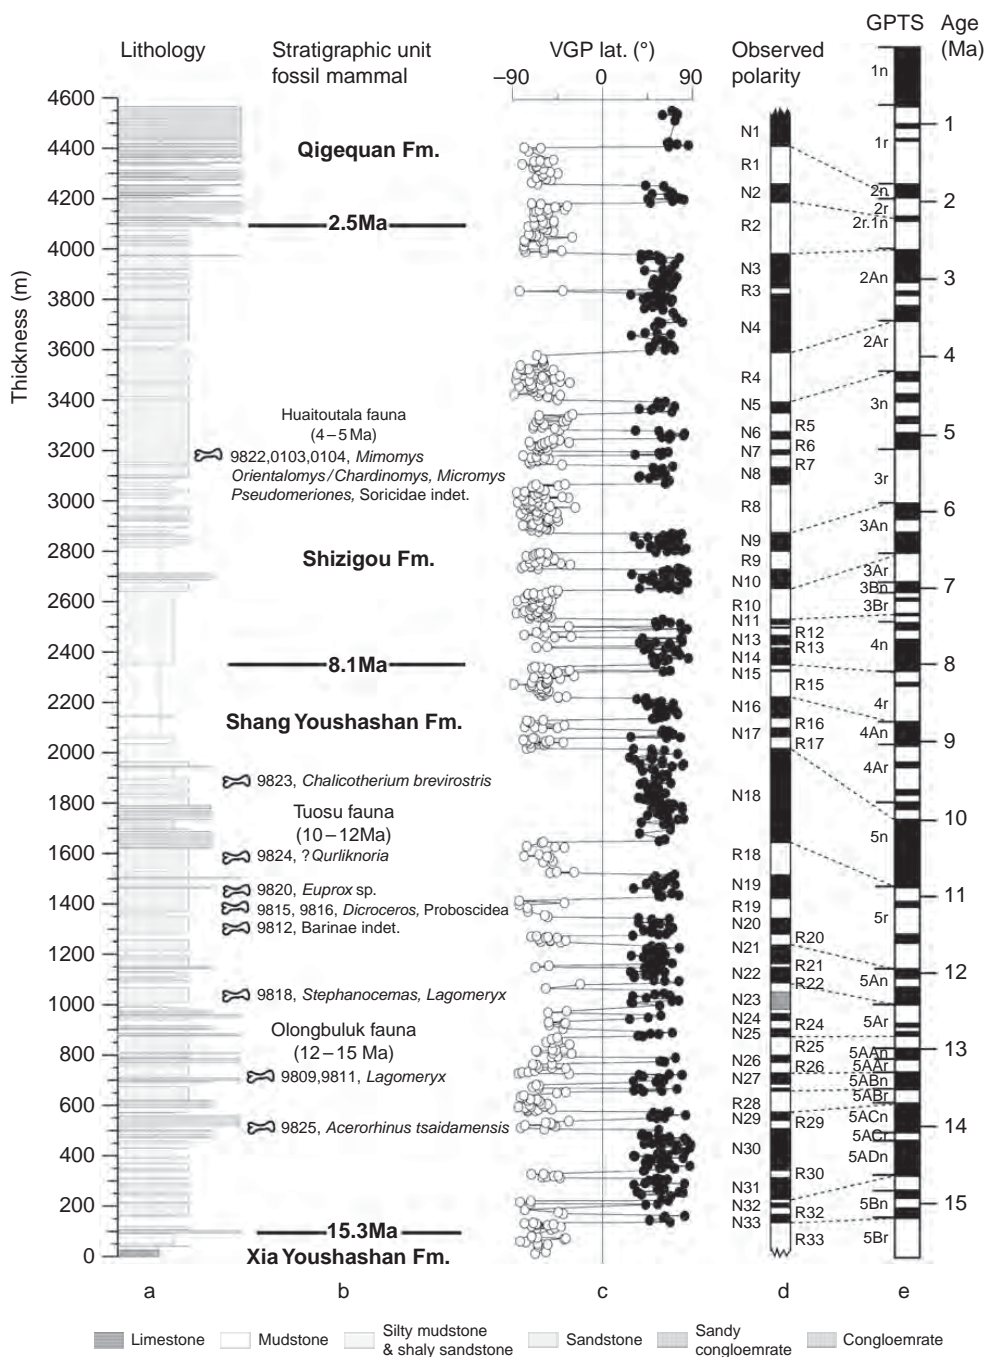 Lithology
Stratigraphic unit
fossil mammal
VGP lat. (°)
Observed
polarity
GPTS
Age
(Ma)
−90 0 90
Thickness (m)
4600
4400
4200
4000
3800
3600
3400
3200
3000
2800
2600
2400
2200
2000
1800
1600
1400
1200
1000
800
600
400
200
0
Qigequan Fm.
2.5Ma
Huaitoutala fauna
(4–5Ma)
9822,0103,0104, Mimomys
Orientalomys/Chardinomys, Micromys
Pseudomeriones, Soricidae indet.
Shizigou Fm.
8.1Ma
Shang Youshashan Fm.
9823, Chalicotherium brevirostris
Tuosu fauna
(10–12Ma)
9824, ?Qurliknoria
9820, Euprox sp.
9815, 9816, Dicroceros, Proboscidea
9812, Barinae indet.
9818, Stephanocemas, Lagomeryx
Olongbuluk fauna
(12–15 Ma)
9809,9811, Lagomeryx
9825, Acerorhinus tsaidamensis
15.3Ma
Xia Youshashan Fm.
N1
R1
N2
R2
N3
R3
N4
R4
N5
R5
N6
R6
N7
R7
N8
R8
N9
R9
N10
R10
N11
R12
N13
R13
N14
N15
R15
N16
R16
N17
R17
N18
R18
N19
R19
N20
R20
N21
R21
N22
R22
N23
N24
R24
N25
R25
N26
R26
N27
R28
N29
R29
N30
R30
N31
N32
R32
N33
R33
1n
1r
2n
2r
2r.1n
2An
2Ar
3n
3r
3An
3Ar
3Bn
3Br
4n
4r
4An
4Ar
5n
5r
5An
5Ar
5AAn
5AAr
5ABn
5ABr
5ACn
5ACr
5ADn
5Bn
5Br
1
2
3
4
5
6
7
8
9
10
11
12
13
14
15
a b c d e
Limestone
Mudstone
Silty mudstone
& shaly sandstone
Sandstone
Sandy
congloemrate
Congloemrate